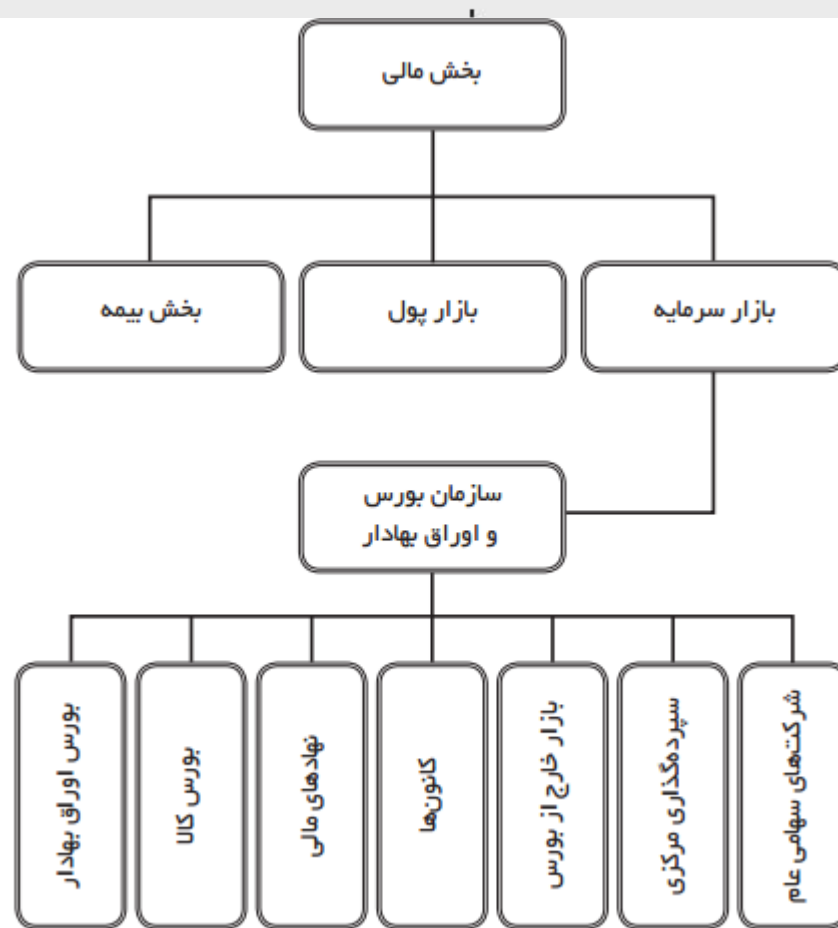 بخش مالی
بازار سرمایه
بازار پول
بخش بیمه
سازمان بورس
و اوراق بهادار
شرکت‌های سهامی عام
سپرده‌گذاری مرکزی
بازار خارج از بورس
کانون‌ها
نهادهای مالی
بورس کالا
بورس اوراق بهادار